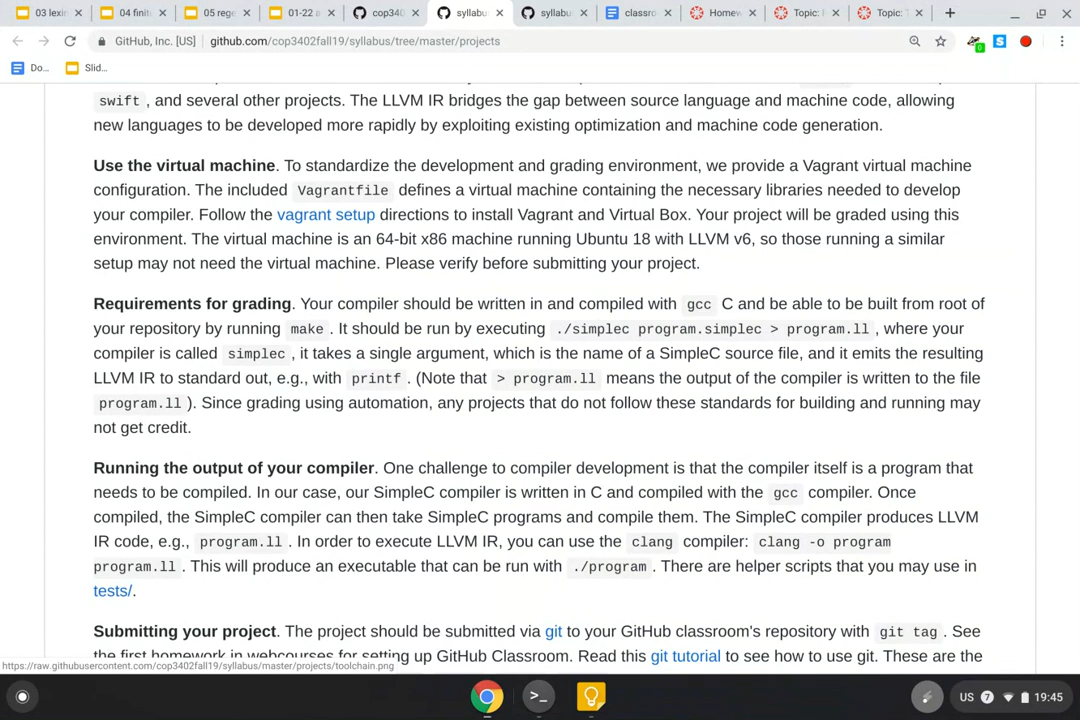 03 lexin
04 finite
05 rege
01-22 a
cop340
syllabu
syllabu
classro
Homew
Topic: I
Topic: T
GitHub, Inc. [US] github.com/cop3402fall19/syllabus/tree/master/projects
Do...
Slid...
swift , and several other projects. The LLVM IR bridges the gap between source language and machine code, allowing
new languages to be developed more rapidly by exploiting existing optimization and machine code generation.
Use the virtual machine. To standardize the development and grading environment, we provide a Vagrant virtual machine
configuration. The included Vagrantfile defines a virtual machine containing the necessary libraries needed to develop
your compiler. Follow the vagrant setup directions to install Vagrant and Virtual Box. Your project will be graded using this
environment. The virtual machine is an 64-bit x86 machine running Ubuntu 18 with LLVM v6, so those running a similar
setup may not need the virtual machine. Please verify before submitting your project.
Requirements for grading. Your compiler should be written in and compiled with gcc C and be able to be built from root of
your repository by running make . It should be run by executing ./simplec program.simplec > program.ll , where your
compiler is called simplec , it takes a single argument, which is the name of a SimpleC source file, and it emits the resulting
LLVM IR to standard out, e.g., with printf . (Note that > program.ll means the output of the compiler is written to the file
program.ll ). Since grading using automation, any projects that do not follow these standards for building and running may
not get credit.
Running the output of your compiler. One challenge to compiler development is that the compiler itself is a program that
needs to be compiled. In our case, our SimpleC compiler is written in C and compiled with the gcc compiler. Once
compiled, the SimpleC compiler can then take SimpleC programs and compile them. The SimpleC compiler produces LLVM
IR code, e.g., program.ll . In order to execute LLVM IR, you can use the clang compiler: clang -o program
program.ll . This will produce an executable that can be run with ./program . There are helper scripts that you may use in
tests/.
Submitting your project. The project should be submitted via git to your GitHub classroom's repository with git tag . See
the first homework in webcourses for setting up GitHub Classroom. Read this git tutorial to see how to use git. These are the
https://raw.githubusercontent.com/cop3402fall19/syllabus/master/projects/toolchain.png
US 7 19:45